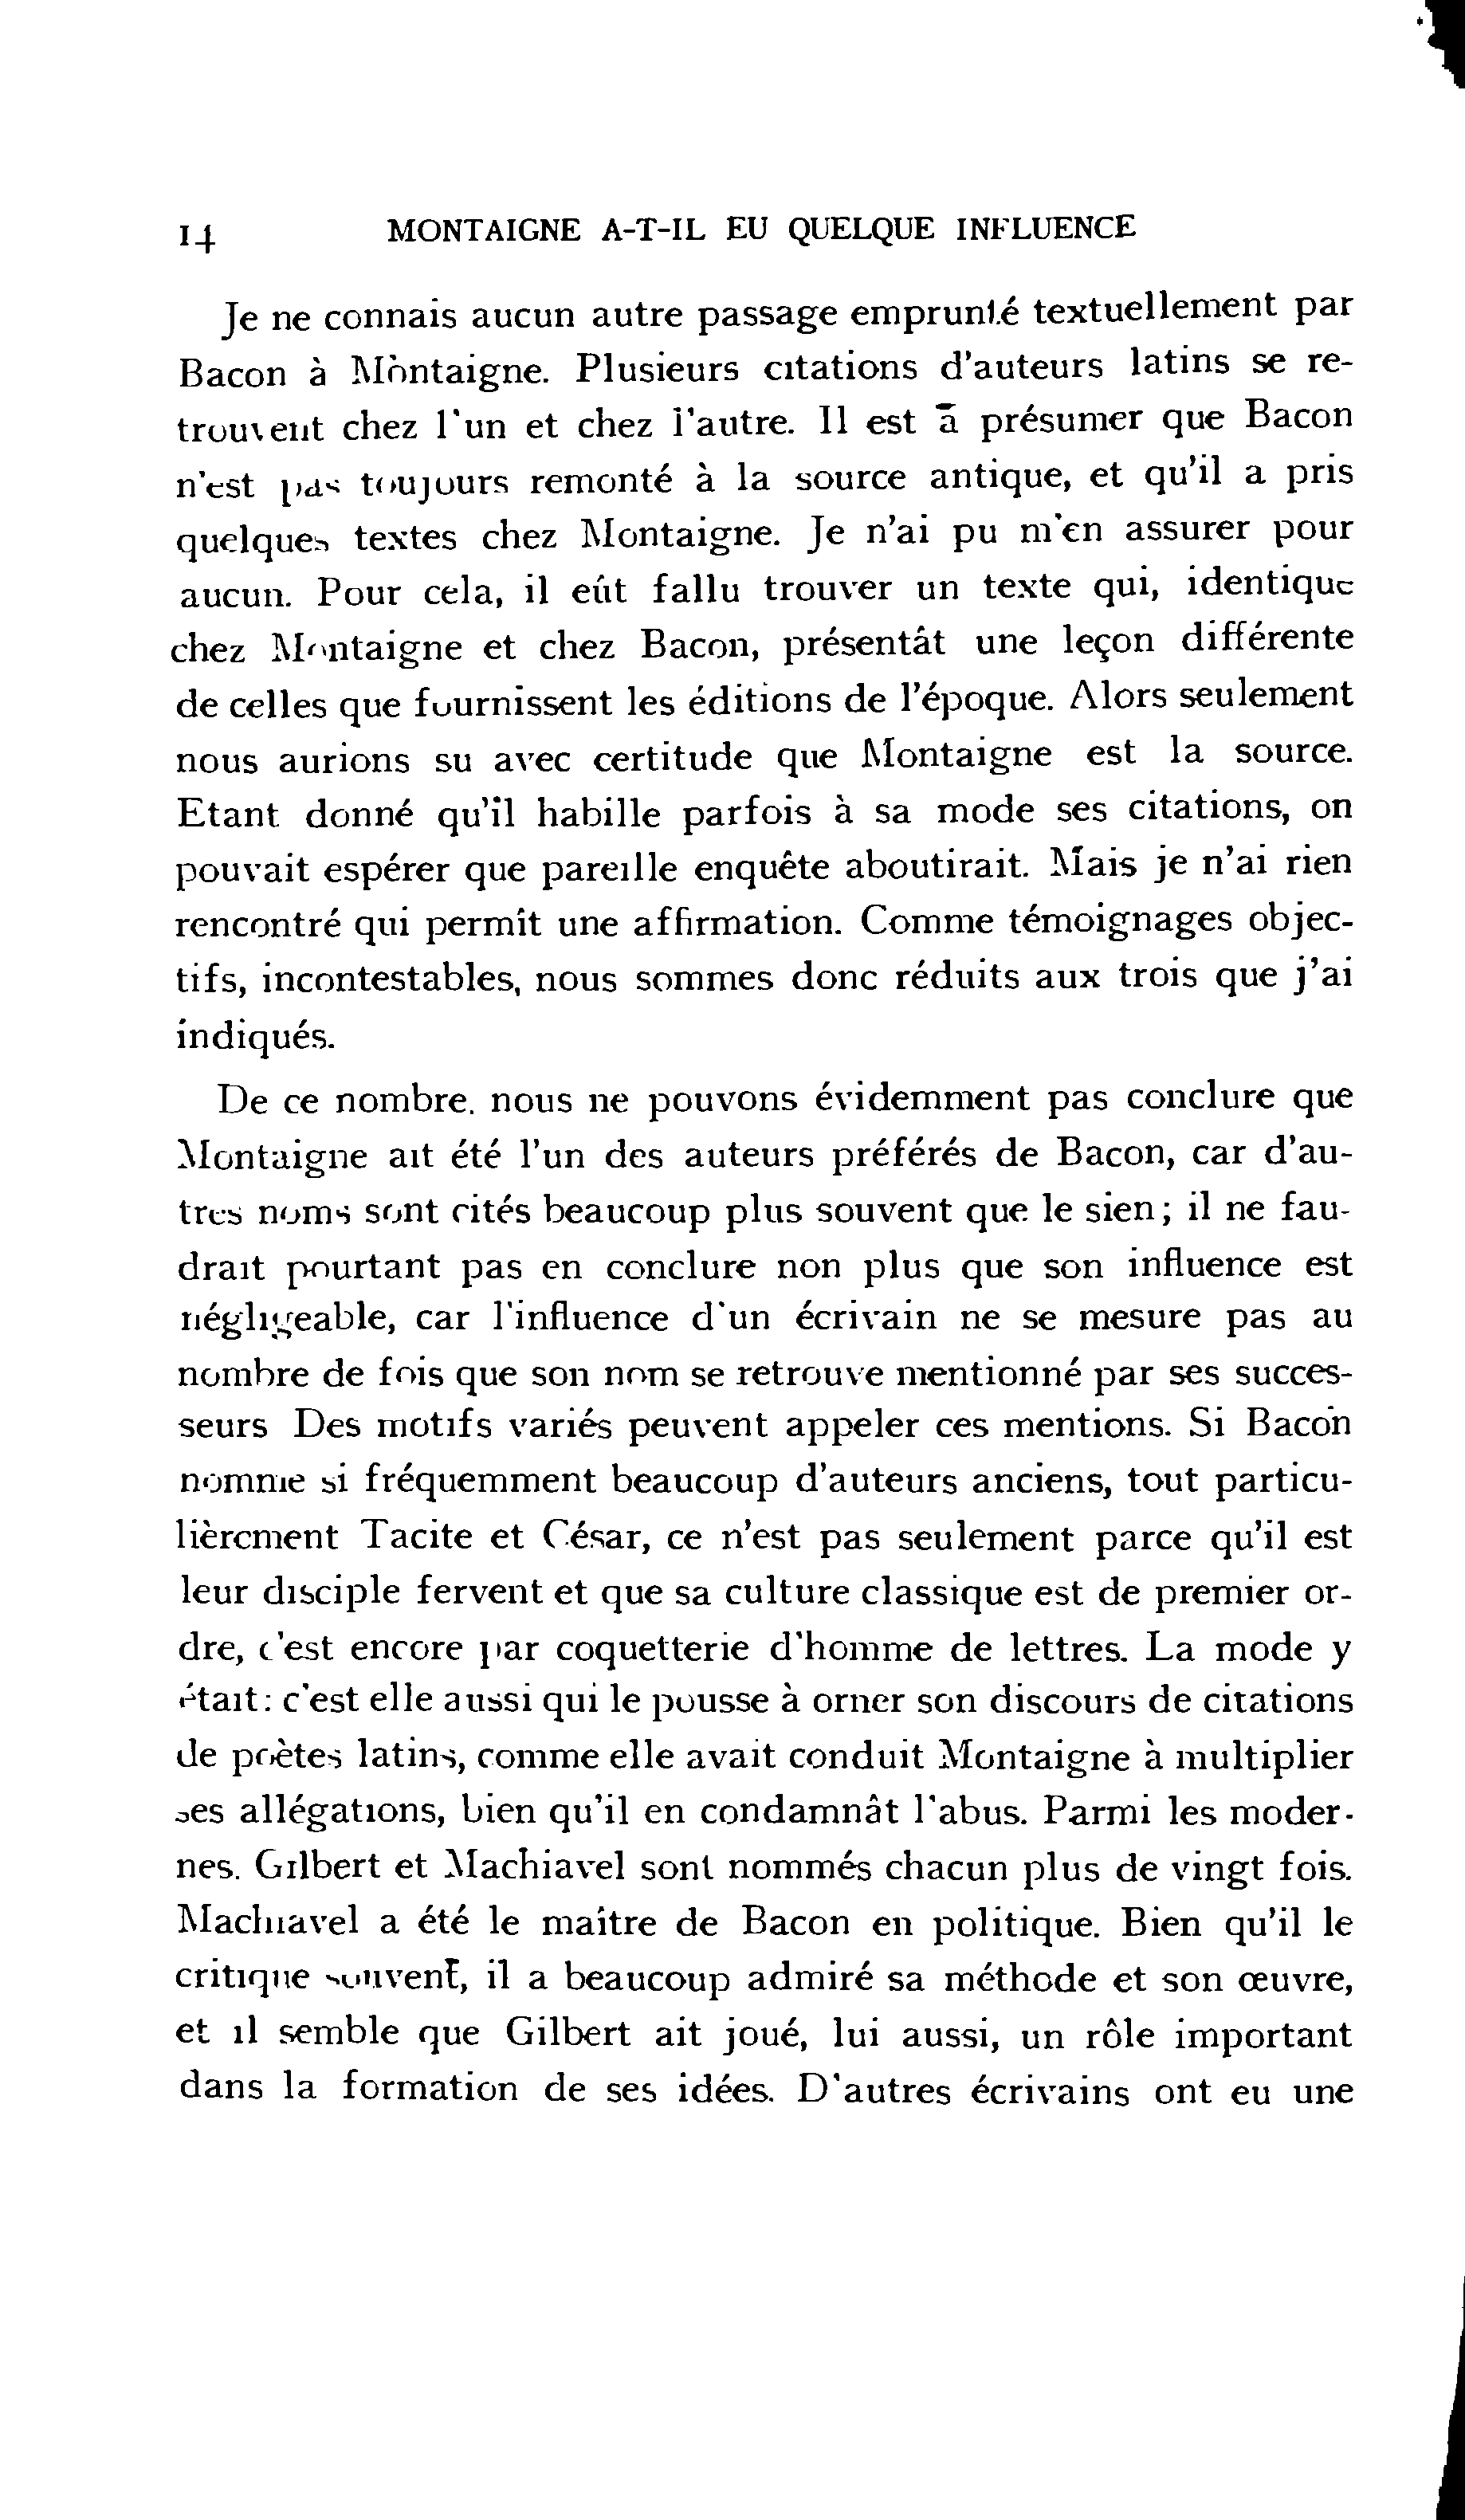 14 MONTAIGNE A-T-IL EU QUELQUE INFLUENCE
Je ne connais aucun autre passage emprunté textuellement par
Bacon à Montaigne. Plusieurs citations d'auteurs latins se re-
trouvent chez l'un et chez l'autre. Il est à présumer que Bacon
n'est pas toujours remonté à la source antique, et qu'il a pris
quelques textes chez Montaigne. Je n'ai pu m'en assurer pour
aucun. Pour cela, il eût fallu trouver un texte qui, identique
chez Montaigne et chez Bacon, présentât une leçon différente
de celles que fournissent les éditions de l'époque. Alors seulement
nous aurions su avec certitude que Montaigne est la source.
Etant donné qu'il habille parfois à sa mode ses citations, on
pouvait espérer que pareille enquête aboutirait. Mais je n'ai rien
rencontré qui permît une affirmation. Comme témoignages objec-
tifs, incontestables, nous sommes donc réduits aux trois que j'ai
indiqués.
De ce nombre. nous ne pouvons évidemment pas conclure que
Montaigne ait été l'un des auteurs préférés de Bacon, car d'au-
tres noms sont cités beaucoup plus souvent que le sien; il ne fau-
drait pourtant pas en conclure non plus que son influence est
négligeable, car l'influence d'un écrivain ne se mesure pas au
nombre de fois que son nom se retrouve mentionné par ses succes-
seurs Des motifs variés peuvent appeler ces mentions. Si Bacon
nomme si fréquemment beaucoup d'auteurs anciens, tout particu-
lièrement Tacite et César, ce n'est pas seulement parce qu'il est
leur disciple fervent et que sa culture classique est de premier or-
dre, c'est encore par coquetterie d'homme de lettres. La mode y
était: c'est elle aussi qui le pousse à orner son discours de citations
de poètes latins, comme elle avait conduit Montaigne à multiplier
ses allégations, bien qu'il en condamnât l'abus. Parmi les moder-
nes. Gilbert et Machiavel sont nommés chacun plus de vingt fois.
Machiavel a été le maître de Bacon en politique. Bien qu'il le
critique souvent, il a beaucoup admiré sa méthode et son œuvre,
et il semble que Gilbert ait joué, lui aussi, un rôle important
dans la formation de ses idées. D'autres écrivains ont eu une